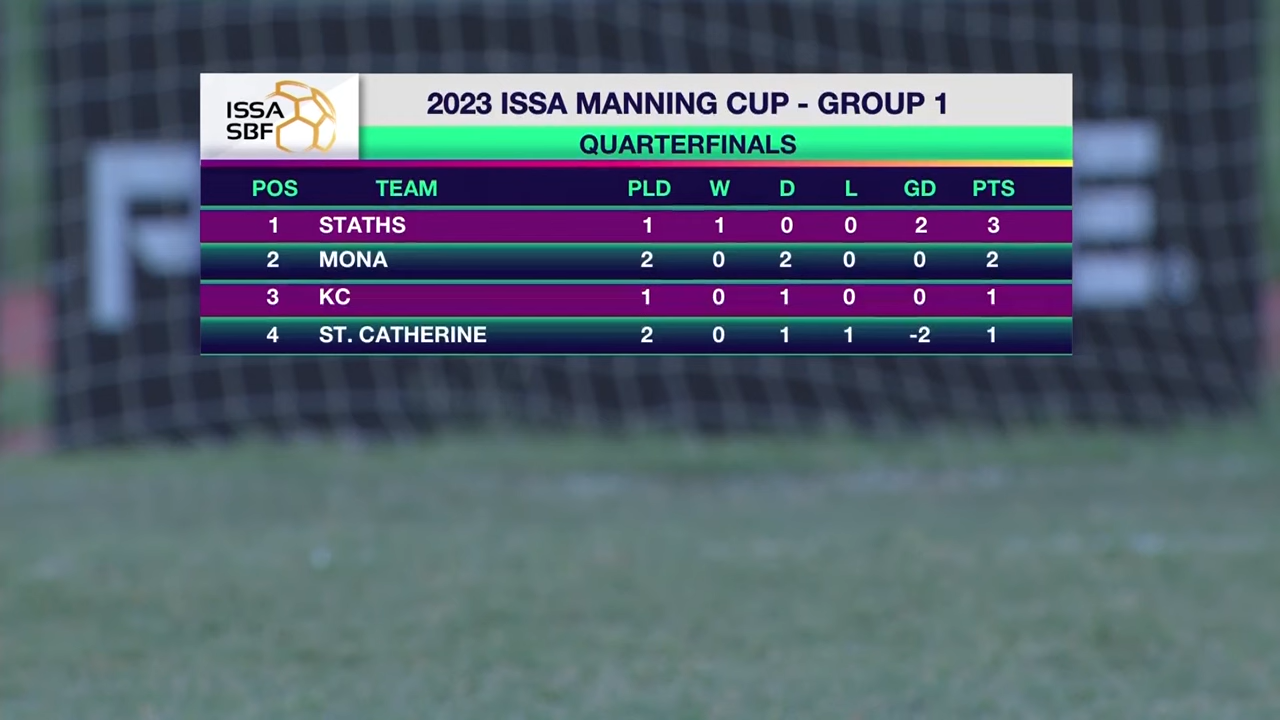 ISSA
SBF
2023 ISSA MANNING CUP - GROUP 1
QUARTERFINALS
POS TEAM PLD W D L GD PTS
1 STATHS 1 1 0 0 2 3
2 MONA 2 0 2 0 0 2
3 KC 1 0 1 0 0 1
4 ST. CATHERINE 2 0 1 1 -2 1